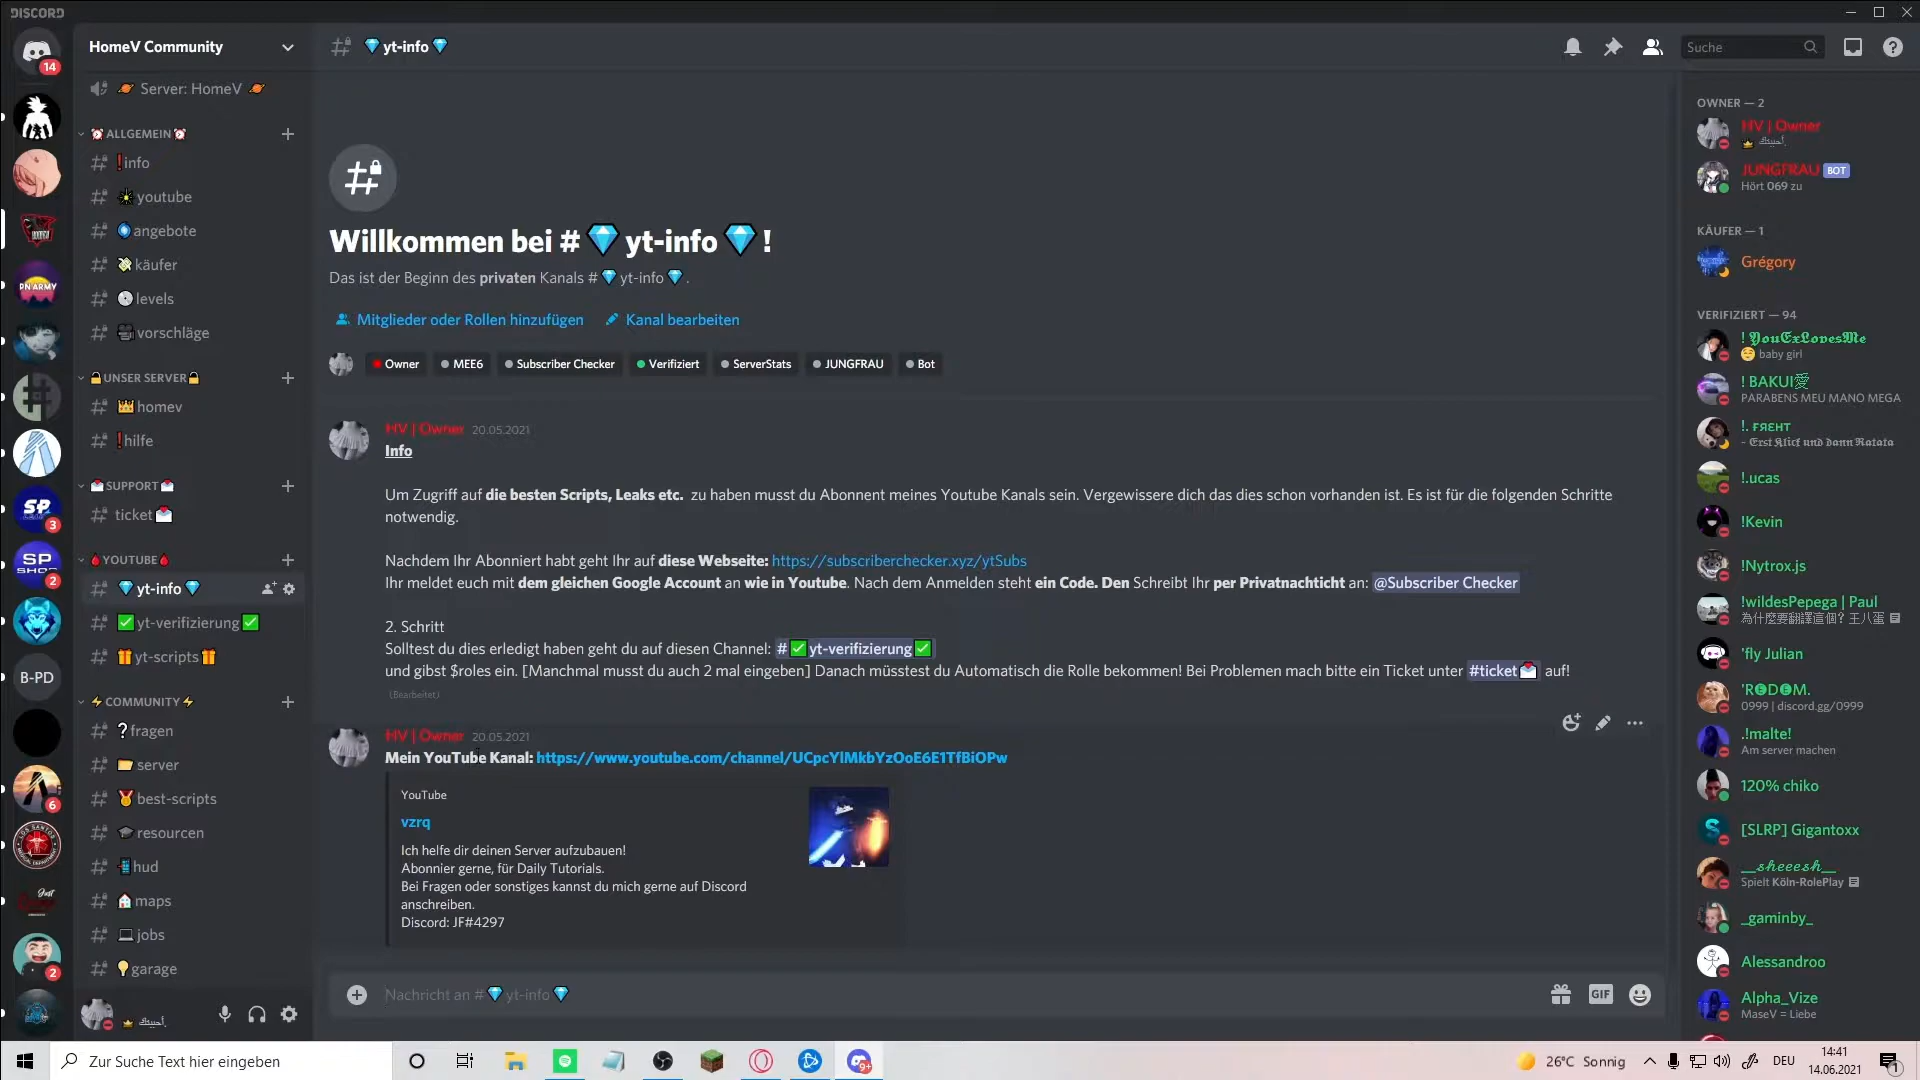 DISCORD
HomeV Community
yt-info
Suche
14
Server: HomeV
ALLGEMEIN
info
youtube
angebote
käufer
levels
vorschläge
UNSER SERVER
homev
hilfe
SUPPORT
ticket
YOUTUBE
yt-info
yt-verifizierung
yt-scripts
COMMUNITY
fragen
server
best-scripts
resourcen
hud
maps
jobs
garage
PN ARMY
SP
3
SP
SHOP
2
B-PD
6
2
Willkommen bei # yt-info !
Das ist der Beginn des privaten Kanals # yt-info .
Mitglieder oder Rollen hinzufügen
Kanal bearbeiten
Owner
MEE6
Subscriber Checker
Verifiziert
ServerStats
JUNGFRAU
Bot
HV | Owner 20.05.2021
Info
Um Zugriff auf die besten Scripts, Leaks etc. zu haben musst du Abonnent meines Youtube Kanals sein. Vergewissere dich das dies schon vorhanden ist. Es ist für die folgenden Schritte
notwendig.
Nachdem Ihr Abonniert habt geht Ihr auf diese Webseite: https://subscriberchecker.xyz/ytSubs
Ihr meldet euch mit dem gleichen Google Account an wie in Youtube. Nach dem Anmelden steht ein Code. Den Schreibt Ihr per Privatnachticht an: @Subscriber Checker
2. Schritt
Solltest du dies erledigt haben geht du auf diesen Channel: # yt-verifizierung
und gibst $roles ein. [Manchmal musst du auch 2 mal eingeben] Danach müsstest du Automatisch die Rolle bekommen! Bei Problemen mach bitte ein Ticket unter #ticket auf!
(Bearbeitet)
HV | Owner 20.05.2021
Mein YouTube Kanal: https://www.youtube.com/channel/UCpcYlMkbYzOoE6E1TfBiOPw
YouTube
vzrq
Ich helfe dir deinen Server aufzubauen!
Abonnier gerne, für Daily Tutorials.
Bei Fragen oder sonstiges kannst du mich gerne auf Discord
anschreiben.
Discord: JF#4297
Nachricht an # yt-info
GIF
OWNER — 2
HV | Owner
JUNGFRAU BOT
Hört 069 zu
KÄUFER — 1
Grégory
VERIFIZIERT — 94
! 𝖄𝖔𝖚𝕰𝖝𝕷𝖔𝖛𝖊𝖘𝕸𝖊
baby girl
! BAKUI愛
PARABENS MEU MANO MEGA
!. ғяєнт
- 𝕰𝖗𝖘𝖙 𝕶𝖑𝖎𝖈𝖐 𝖚𝖓𝖉 𝖉𝖆𝖓𝖓 𝕽𝖆𝖙𝖆𝖙𝖆
!.ucas
!Kevin
!Nytrox.js
!wildesPepega | Paul
為什麼要翻譯這個? 王八蛋
'fly Julian
'R🅔D🅔M.
0999 | discord.gg/0999
.!malte!
Am server machen
120% chiko
[SLRP] Gigantoxx
__𝓼𝓱𝓮𝓮𝓮𝓼𝓱__
Spielt Köln-RolePlay
_gaminby_
Alessandroo
Alpha_Vize
MaseV = Liebe
Zur Suche Text hier eingeben
9+
26°C Sonnig
DEU
14:41
14.06.2021
1